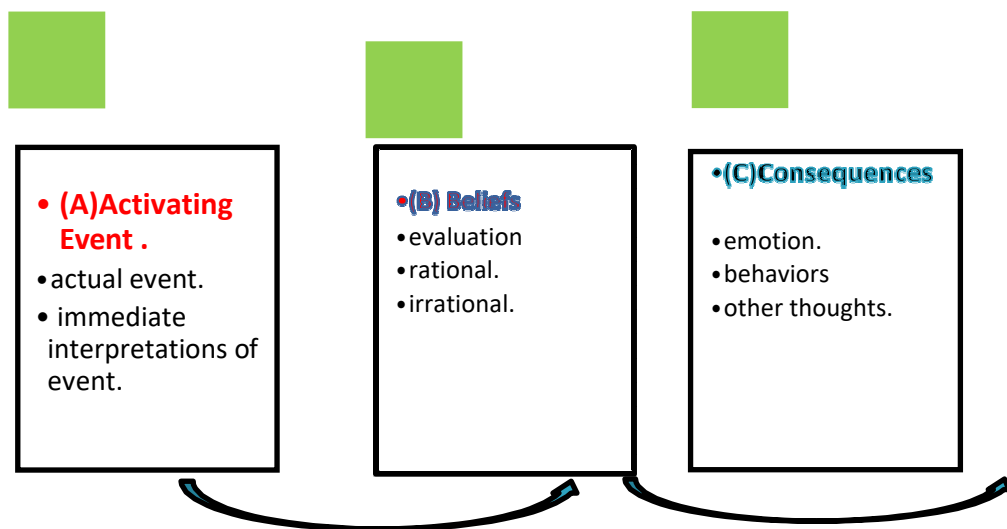 • (A)Activating
Event .
•actual event.
• immediate
interpretations of
event.
•(B) Beliefs
•evaluation
•rational.
•irrational.
•(C)Consequences
•emotion.
•behaviors
•other thoughts.